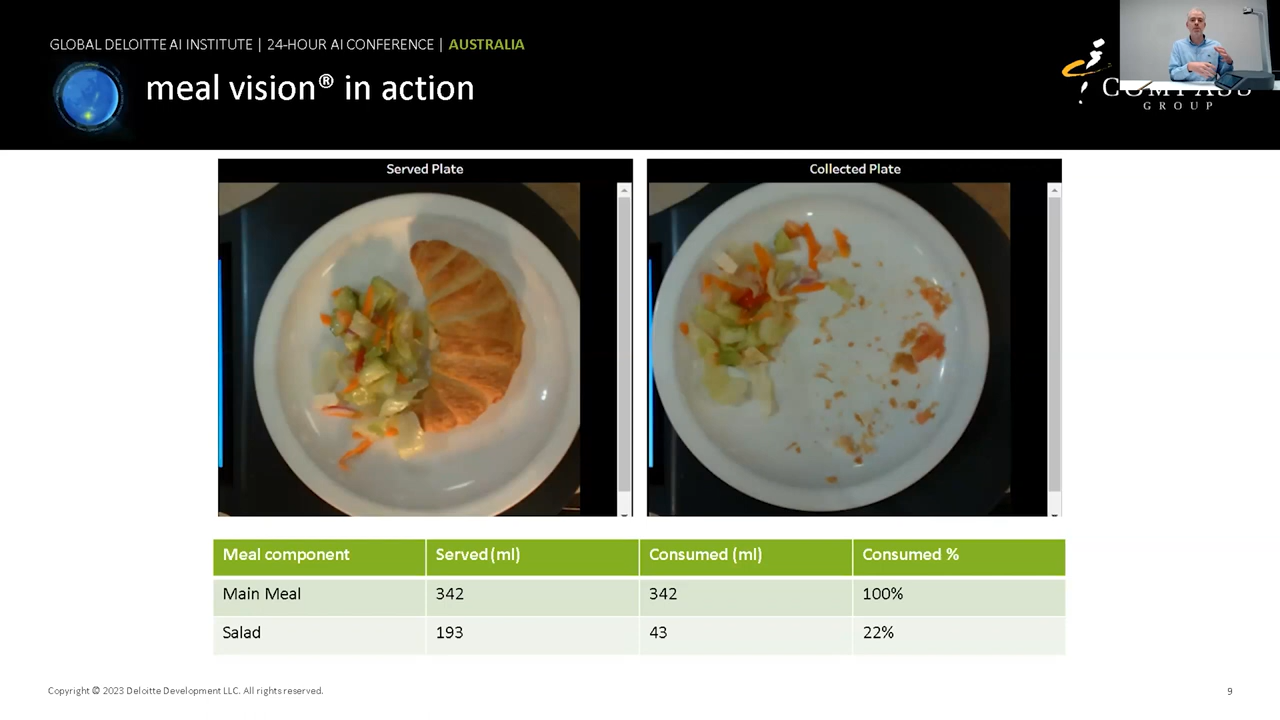 GLOBAL DELOITTE AI INSTITUTE | 24-HOUR AI CONFERENCE | AUSTRALIA
meal vision® in action
GROUP
Served Plate
Collected Plate
Meal component Served (ml) Consumed (ml) Consumed %
Main Meal 342 342 100%
Salad 193 43 22%
Copyright © 2023 Deloitte Development LLC. All rights reserved.
9